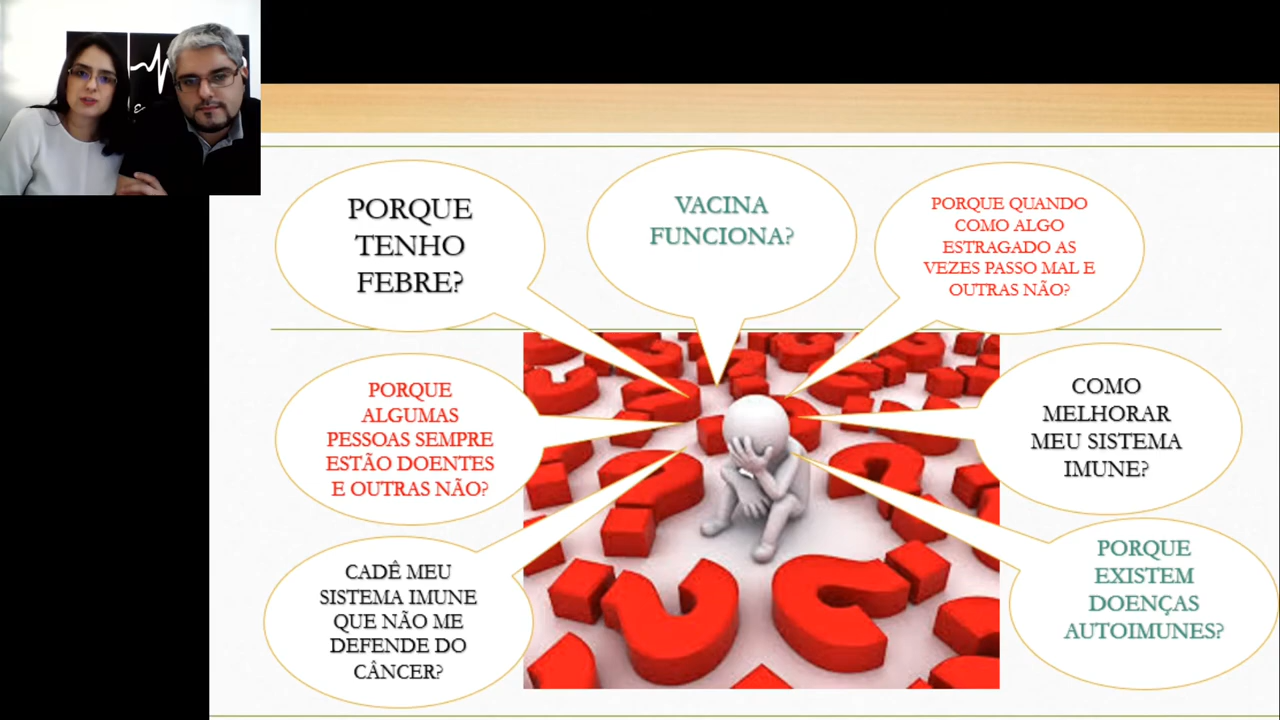 PORQUE
TENHO
FEBRE?
VACINA
FUNCIONA?
PORQUE QUANDO
COMO ALGO
ESTRAGADO AS
VEZES PASSO MAL E
OUTRAS NÃO?
PORQUE
ALGUMAS
PESSOAS SEMPRE
ESTÃO DOENTES
E OUTRAS NÃO?
COMO
MELHORAR
MEU SISTEMA
IMUNE?
CADÊ MEU
SISTEMA IMUNE
QUE NÃO ME
DEFENDE DO
CÂNCER?
PORQUE
EXISTEM
DOENÇAS
AUTOIMUNES?